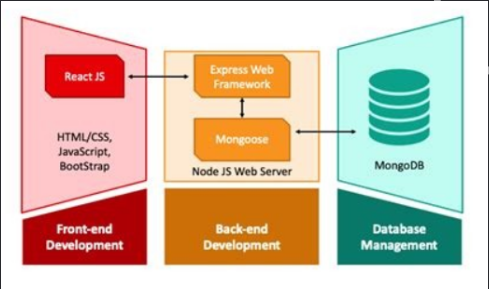 React JS
HTML/CSS,
JavaScript,
BootStrap
Front-end
Development
Express Web
Framework
Mongoose
Node JS Web Server
Back-end
Development
MongoDB
Database
Management